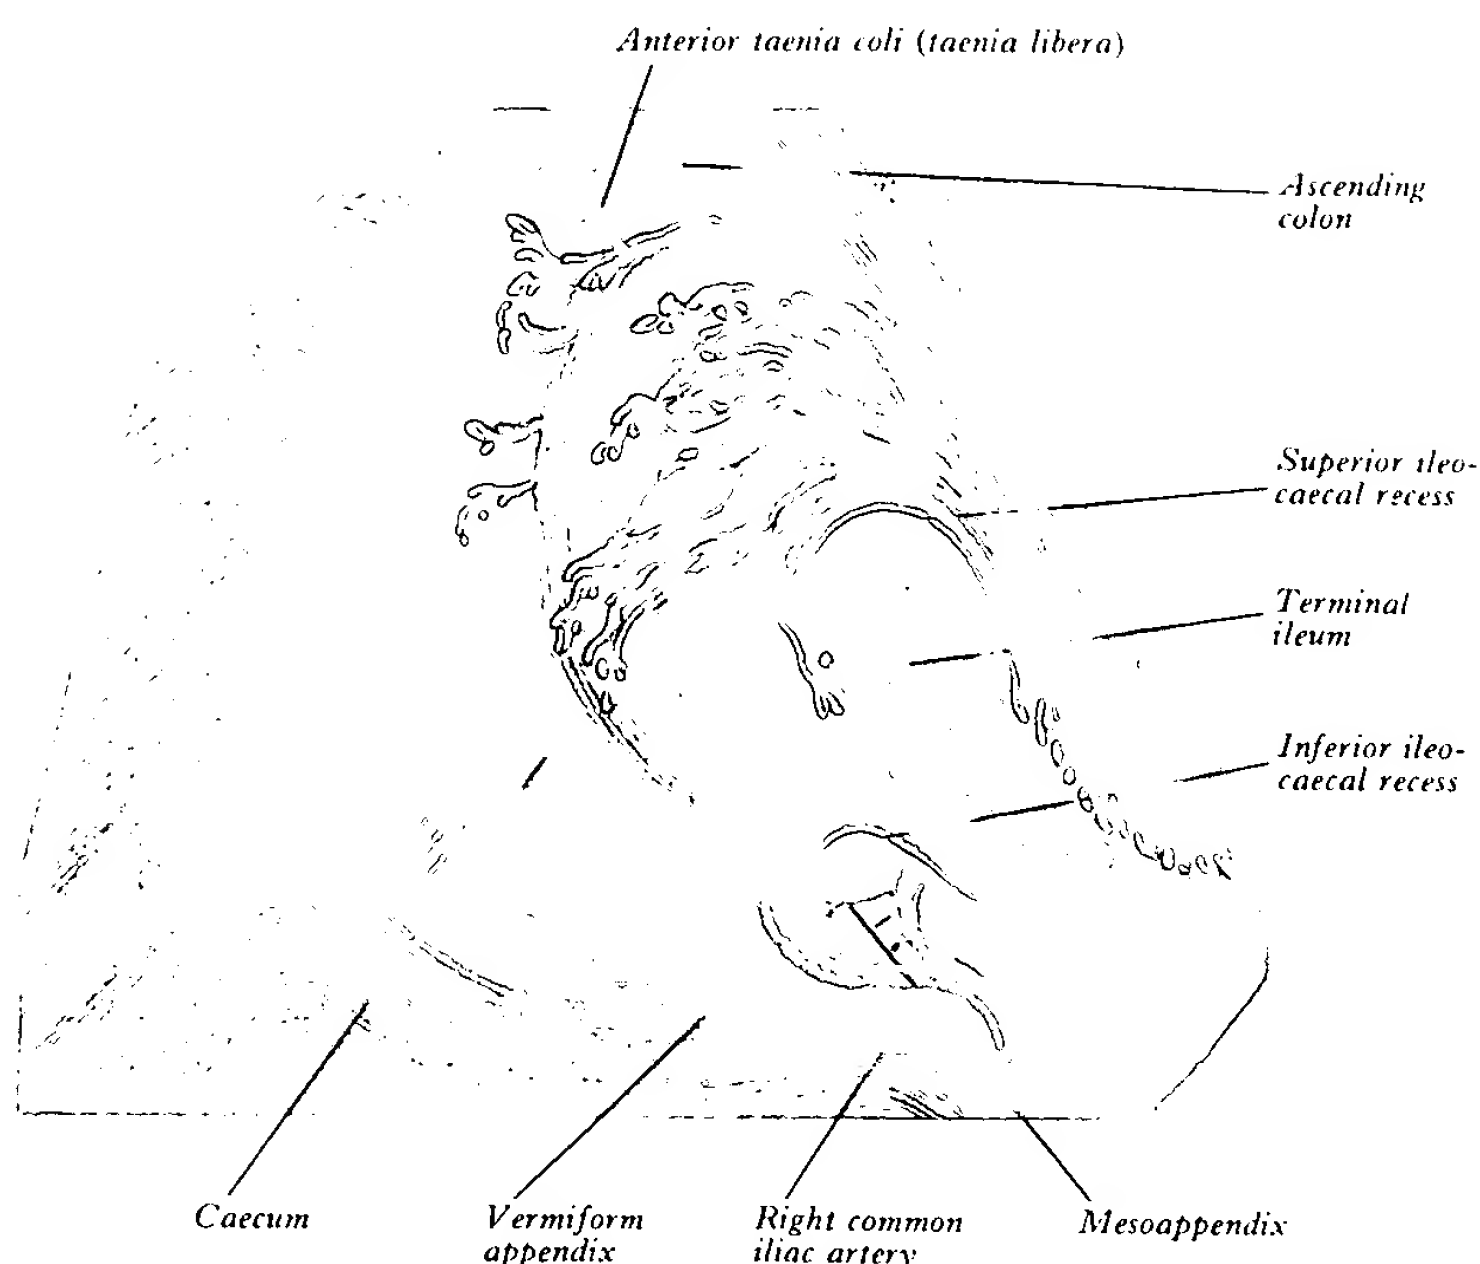 Anterior taenia coli (taenia libera)
Ascending
colon
Superior ileo-
caecal recess
Terminal
ileum
Inferior ileo-
caecal recess
Caecum
Vermiform
appendix
Right common
iliac artery
Mesoappendix